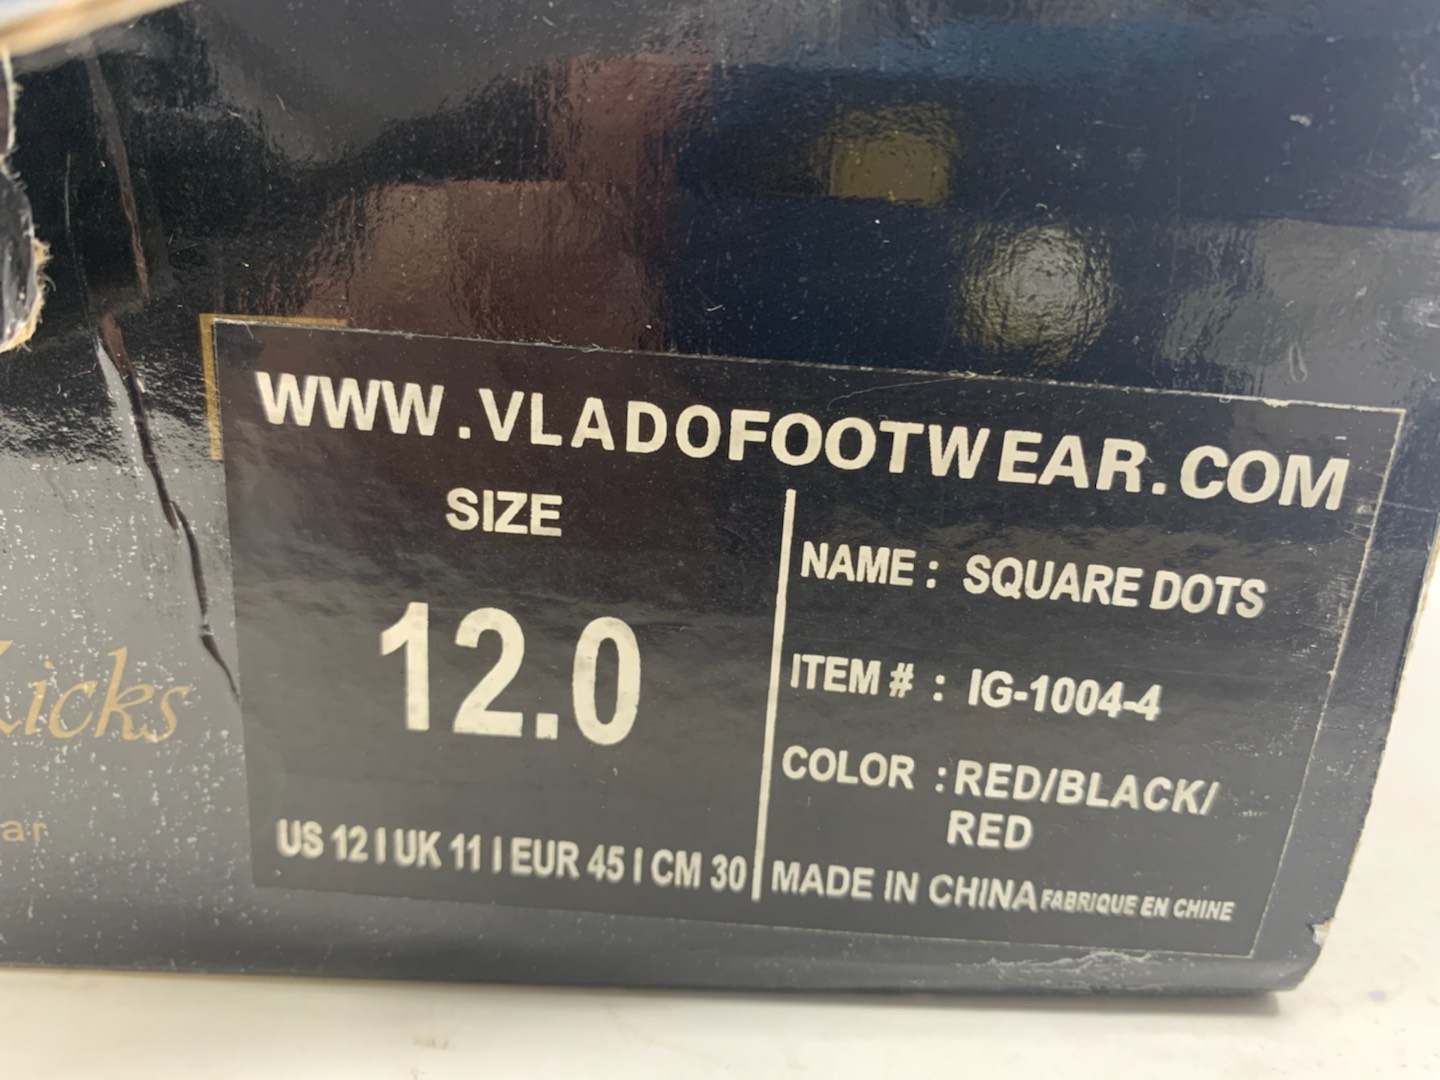 WWW.VLADOFOOTWEAR.COM
SIZE
12.0
US 12 I UK 11 I EUR 45 I CM 30
NAME : SQUARE DOTS
ITEM # : IG-1004-4
COLOR : RED/BLACK/
RED
MADE IN CHINA FABRIQUE EN CHINE